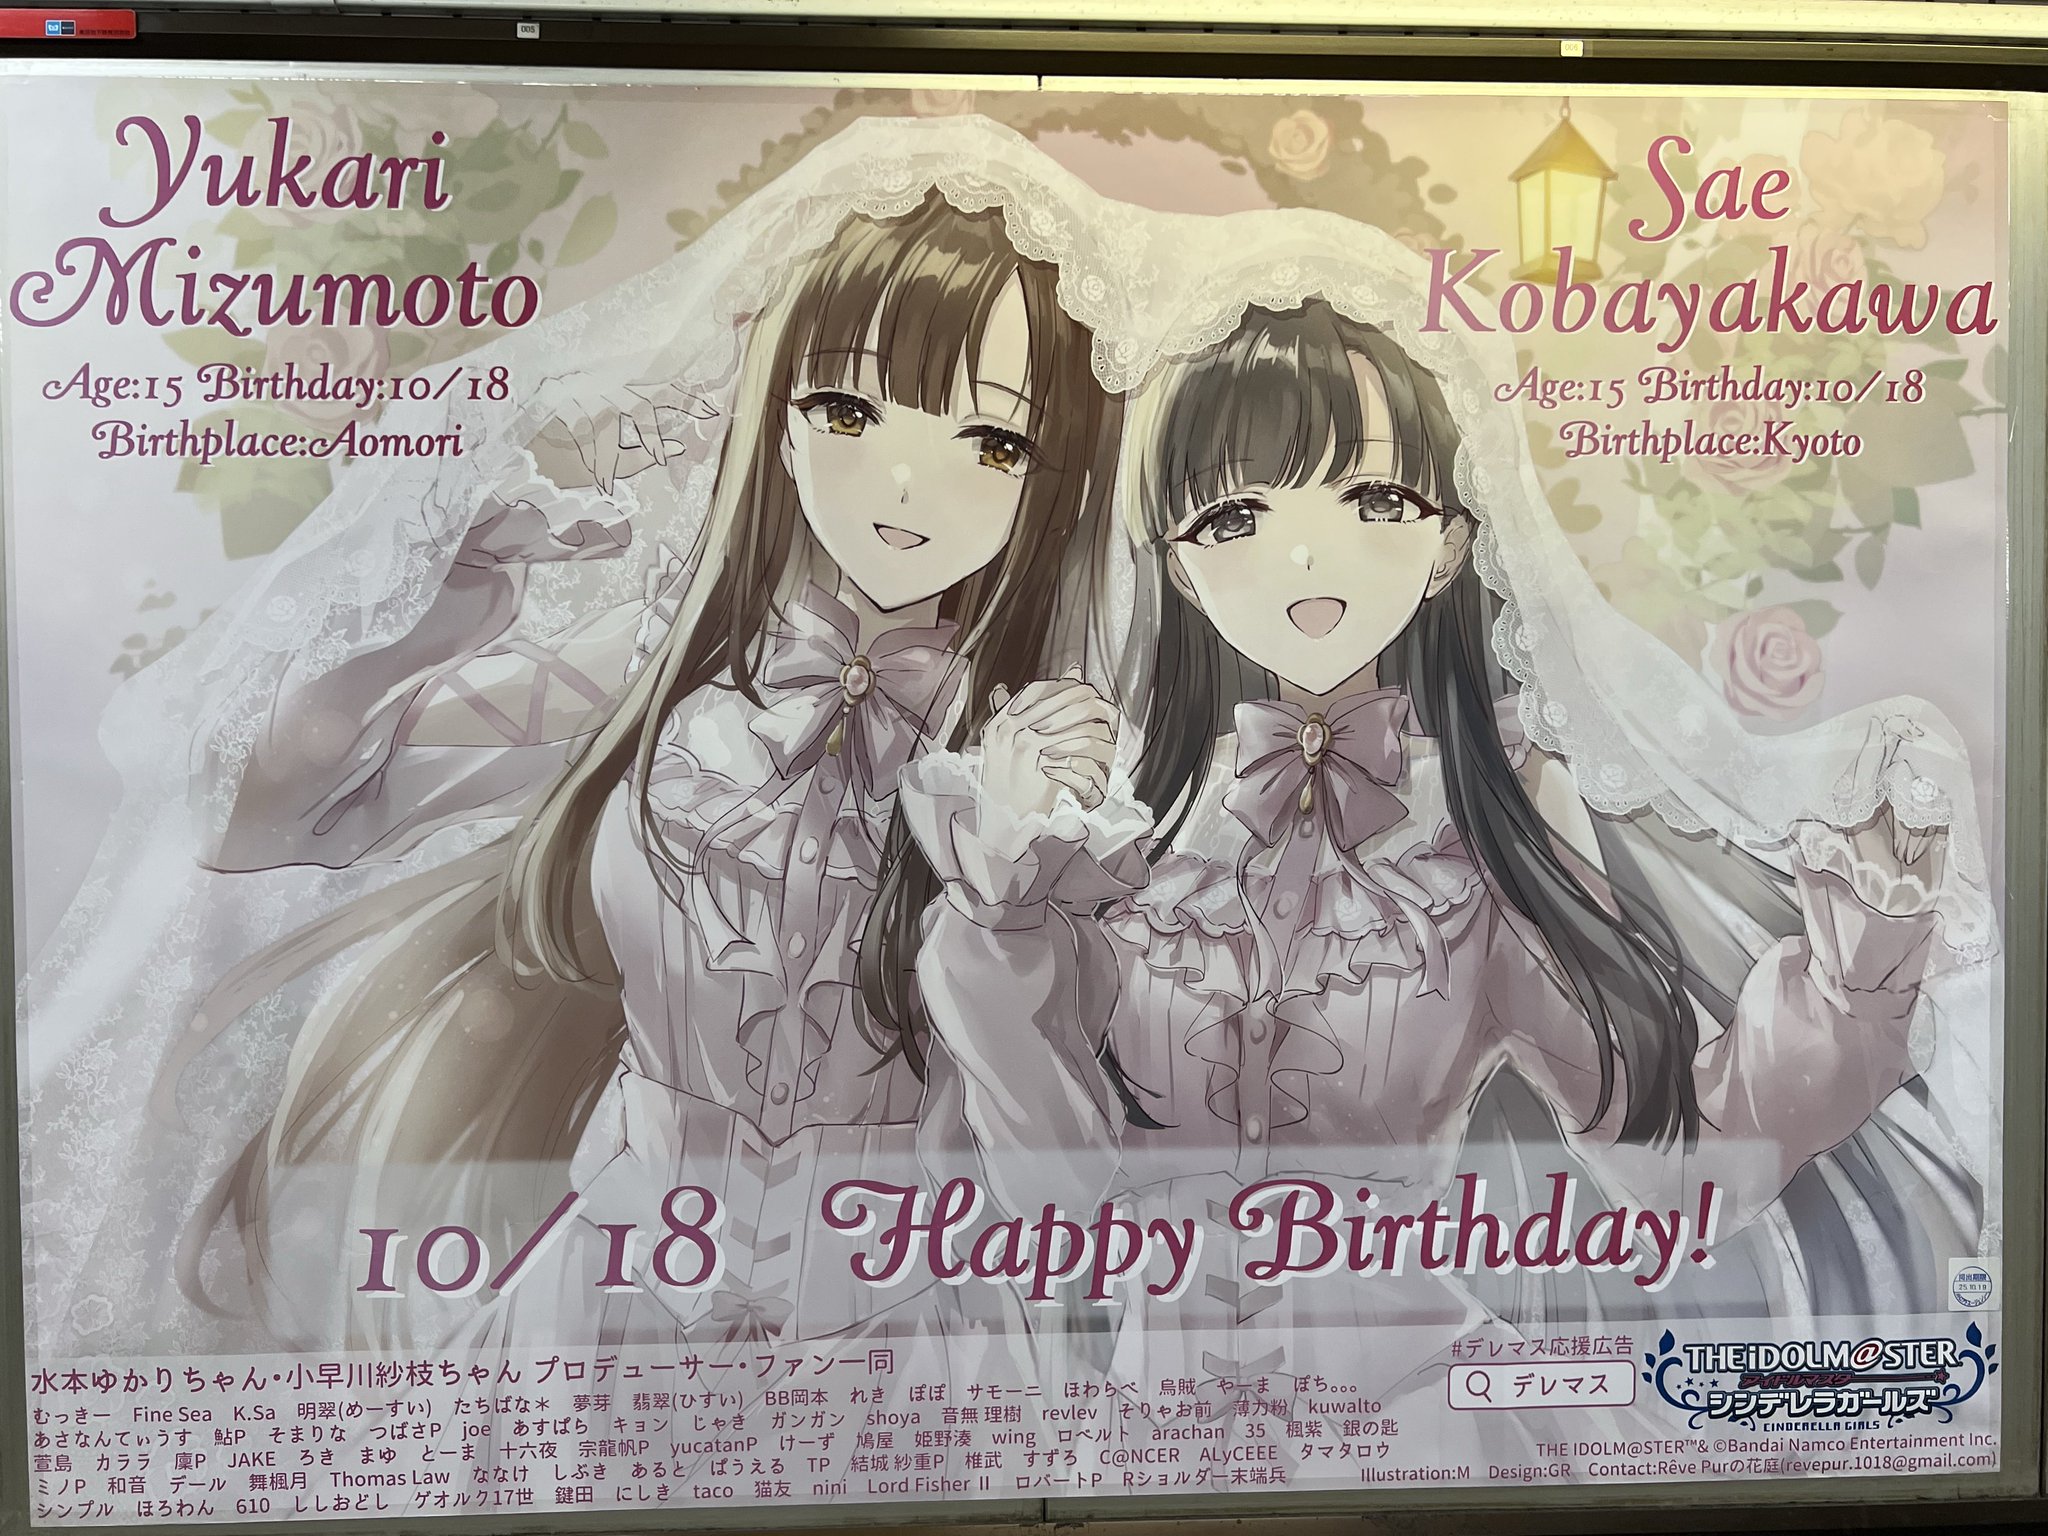 005
006
Yukari
Mizumoto
Age:15 Birthday:10/18
Birthplace:Aomori
Sae
Kobayakawa
Age:15 Birthday:10/18
Birthplace:Kyoto
10/18 Happy Birthday!
25.10.19
水本ゆかりちゃん・小早川紗枝ちゃん プロデューサー・ファン一同
むっきー Fine Sea K.Sa 明翠(めーすい) たちばな＊ 夢芽 翡翠(ひすい) BB岡本 れき ぽぽ サモーニ ほわらべ 烏賊 やーま ぽち｡｡｡
あさなんてぃうす 鮎P そまりな つばさP joe あすぱら キョン じゃき ガンガン shoya 音無 理樹 revlev そりゃお前 薄力粉 kuwalto
萱島 カララ 廩P JAKE ろき まゆ とーま 十六夜 宗龍帆P yucatanP けーず 鳩屋 姫野湊 wing ロベルト arachan 35 楓紫 銀の匙
ミノP 和音 デール 舞楓月 Thomas Law ななけ しぶき あると ぱうえる TP 結城 紗重P 椎武 すずろ C@NCER ALyCEEE タマタロウ
シンプル ほろわん 610 ししおどし ゲオルク17世 鍵田 にしき taco 猫友 nini Lord Fisher Ⅱ ロバートP Rショルダー末端兵
#デレマス応援広告
デレマス
THE iDOLM@STER
アイドルマスター
シンデレラガールズ
CINDERELLA GIRLS
THE IDOLM@STER™& ©Bandai Namco Entertainment Inc.
Illustration:M Design:GR Contact:Rêve Purの花庭(revepur.1018@gmail.com)